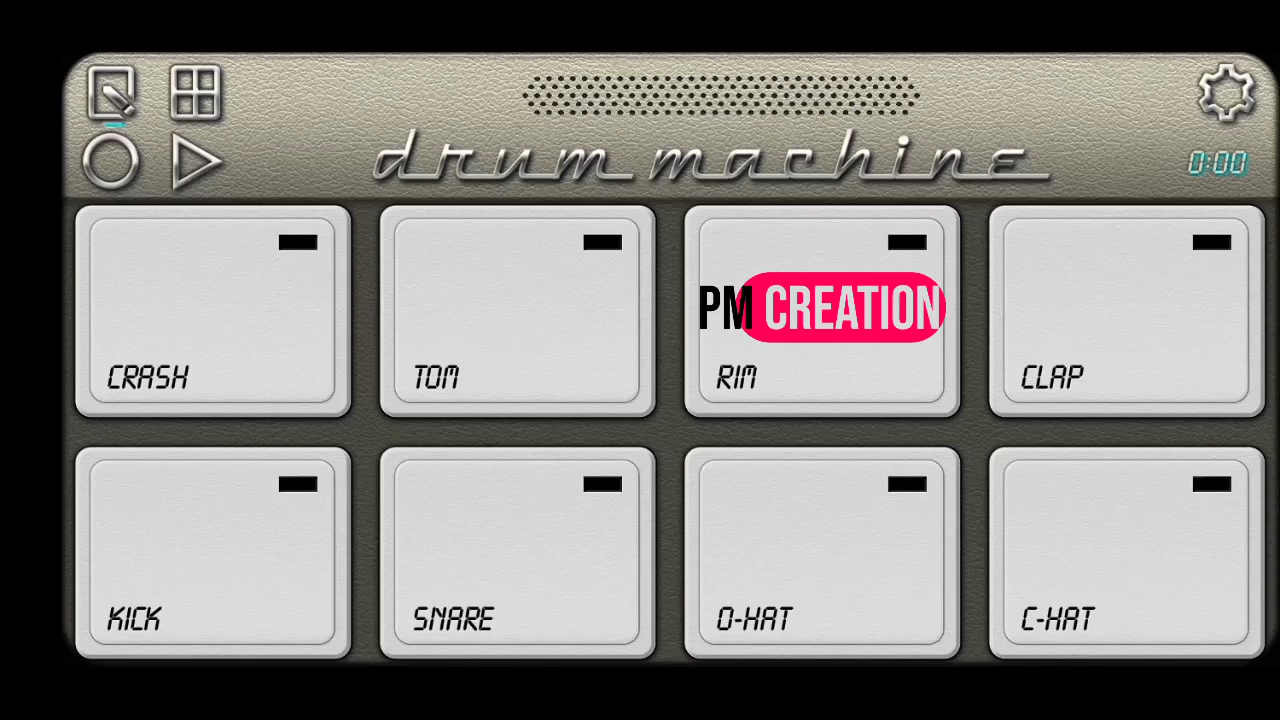 drum machine
0:00
PM CREATION
CRASH
TOM
RIM
CLAP
KICK
SNARE
O-HAT
C-HAT